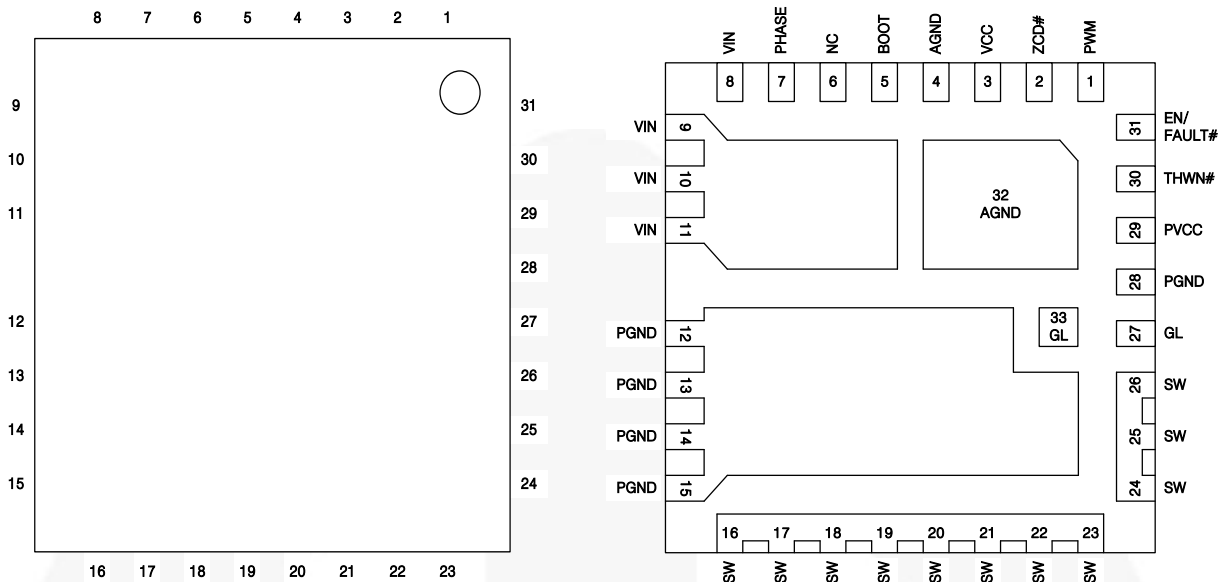 8 7 6 5 4 3 2 1
9 31
10 30
11 29
28
12 27
13 26
14 25
15 24
16 17 18 19 20 21 22 23
VIN PHASE NC BOOT AGND VCC ZCD# PWM
8 7 6 5 4 3 2 1
VIN 9
31 EN/
FAULT#
VIN 10
30 THWN#
32
AGND
VIN 11
29 PVCC
28 PGND
33
GL
PGND 12
27 GL
PGND 13
26 SW
PGND 14
25 SW
PGND 15
24 SW
16 17 18 19 20 21 22 23
SW SW SW SW SW SW SW SW